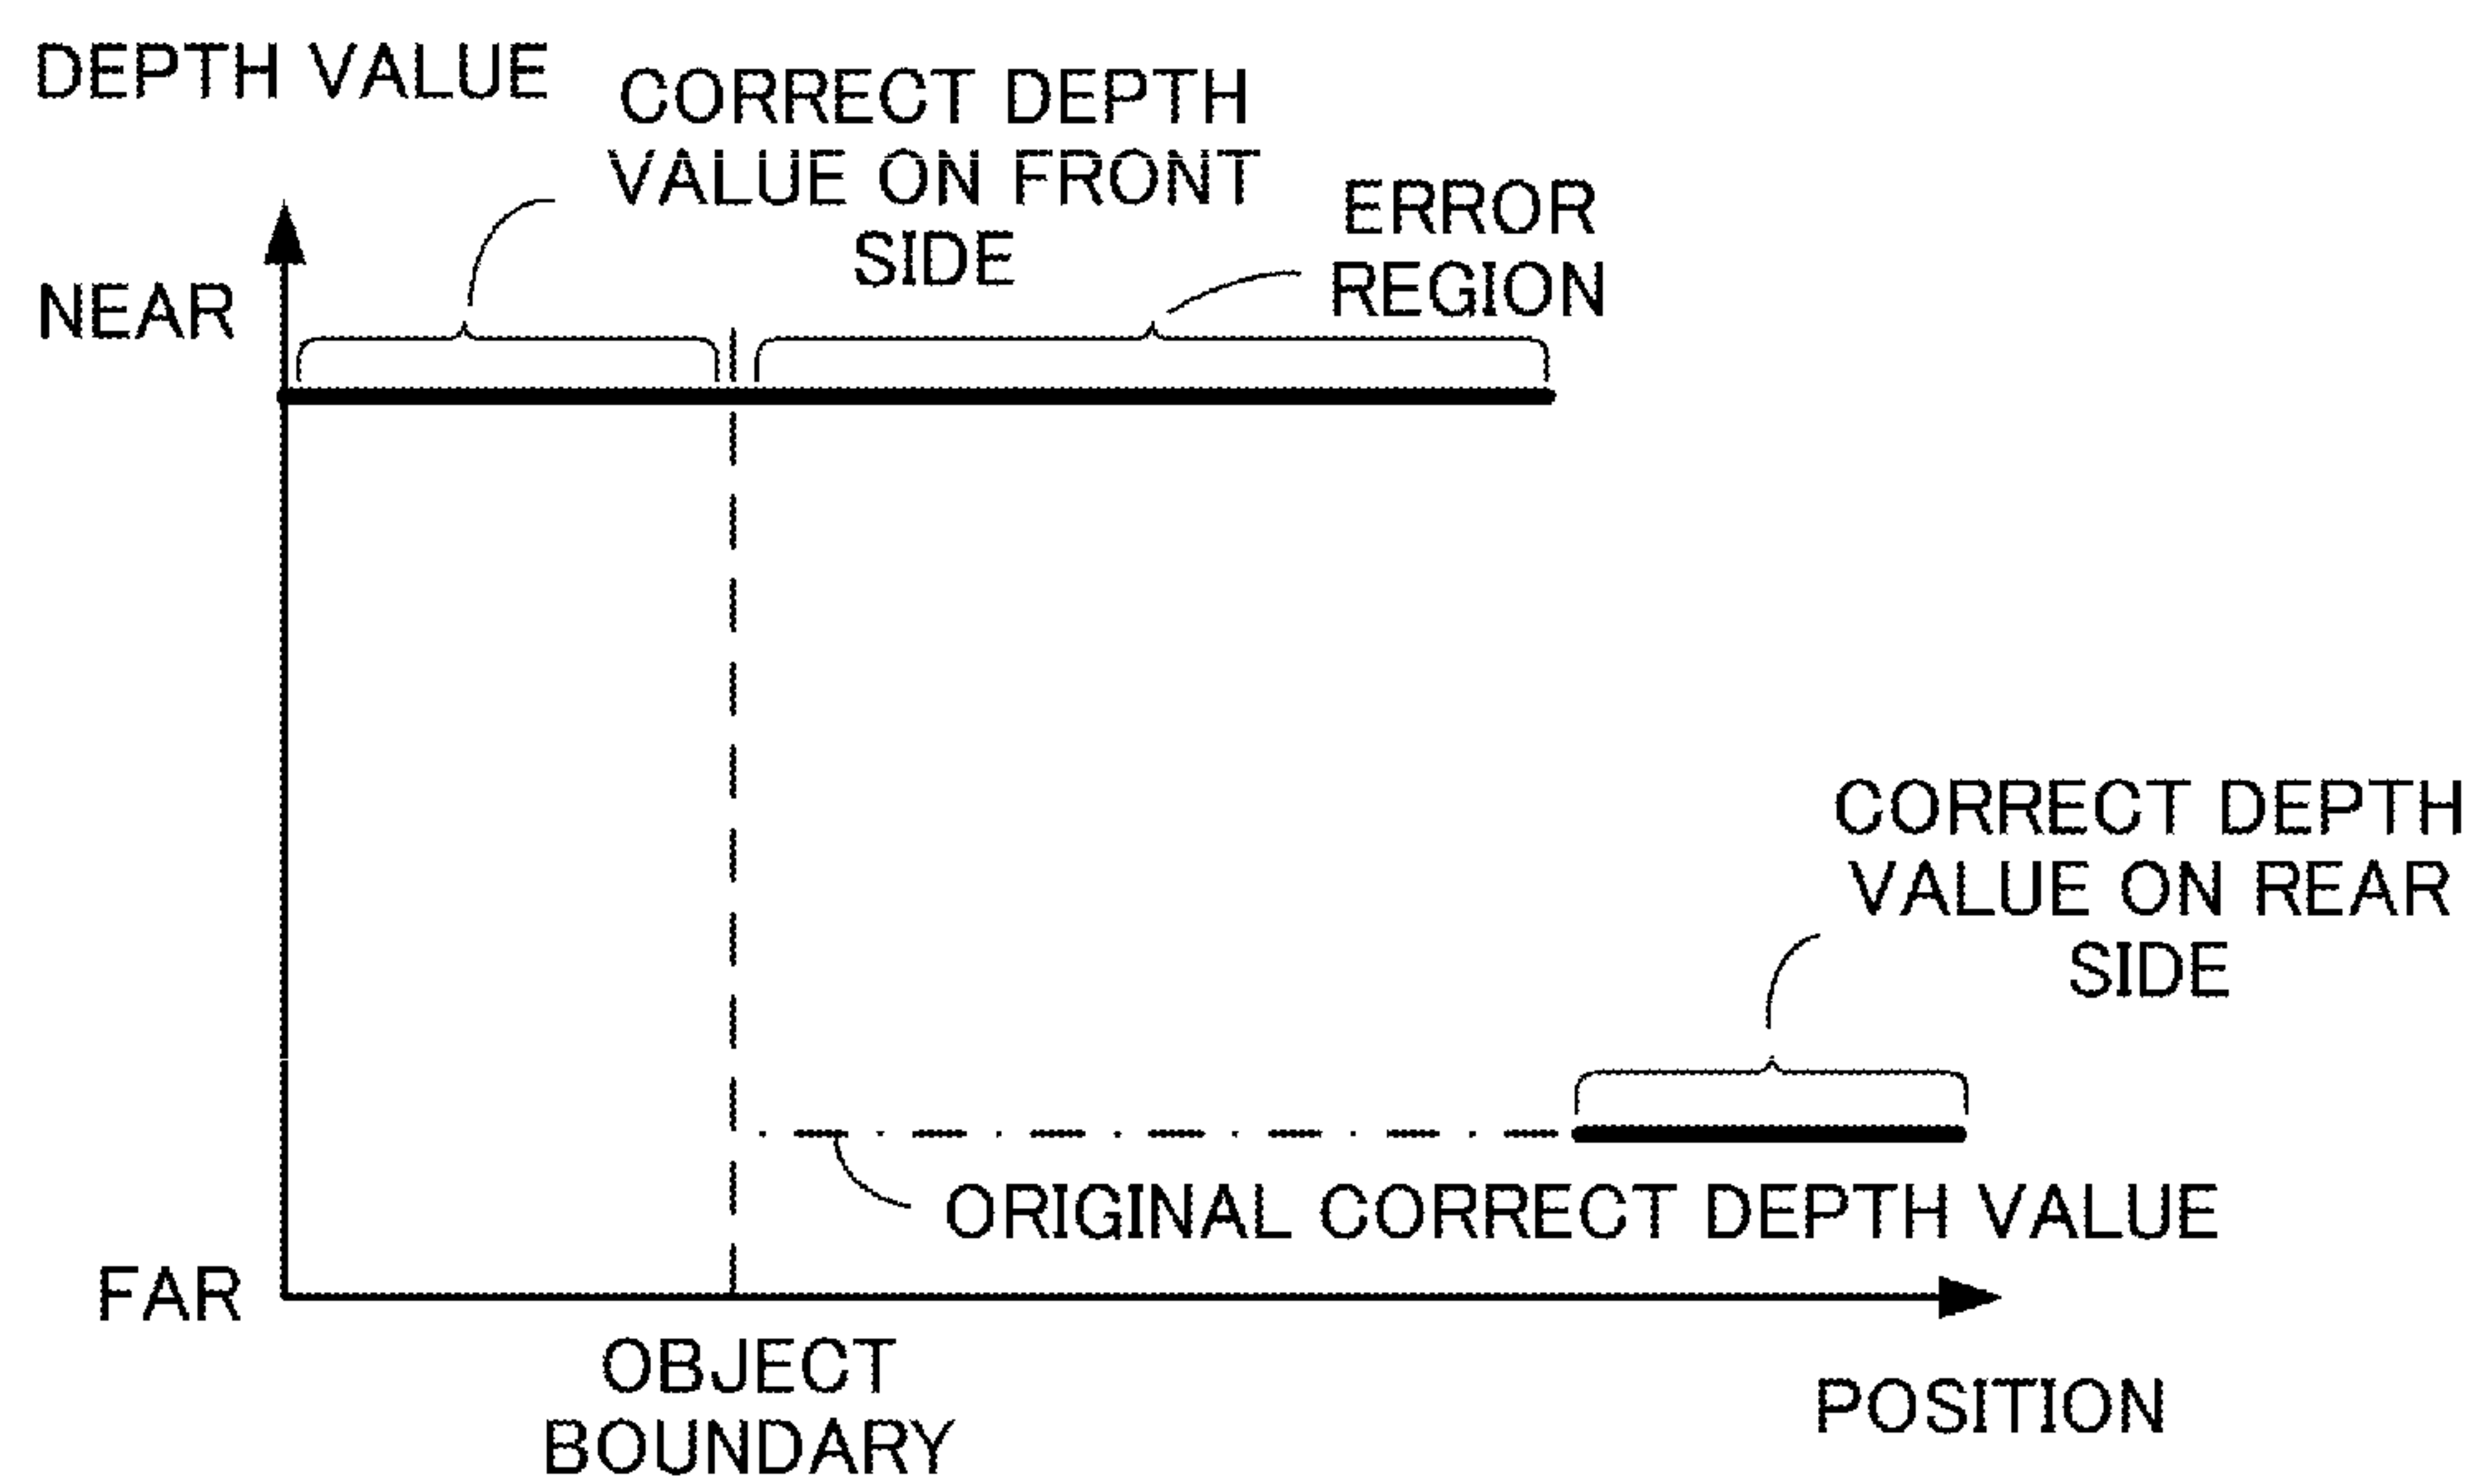 DEPTH VALUE
CORRECT DEPTH
VALUE ON FRONT
SIDE
ERROR
REGION
NEAR
CORRECT DEPTH
VALUE ON REAR
SIDE
ORIGINAL CORRECT DEPTH VALUE
FAR
OBJECT
BOUNDARY
POSITION